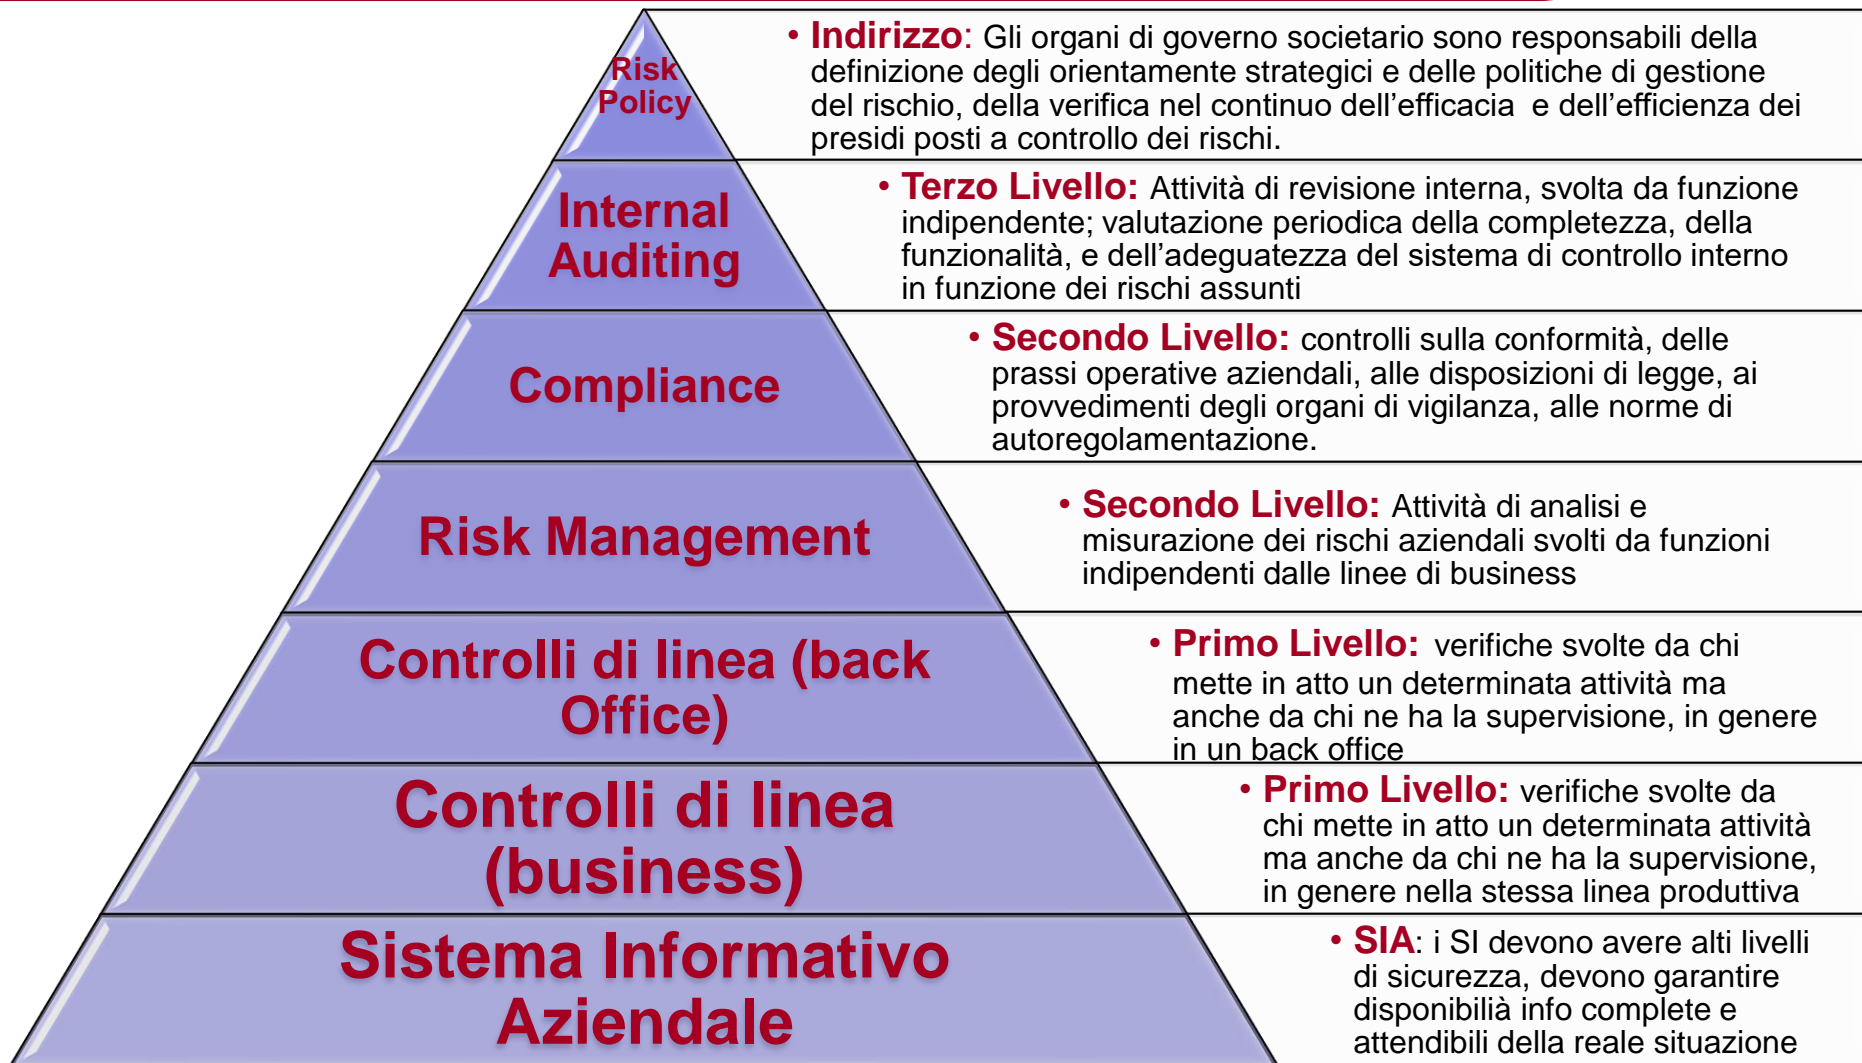 Risk
Policy
• Indirizzo: Gli organi di governo societario sono responsabili della
definizione degli orientamente strategici e delle politiche di gestione
del rischio, della verifica nel continuo dell’efficacia e dell’efficienza dei
presidi posti a controllo dei rischi.
Internal
Auditing
• Terzo Livello: Attività di revisione interna, svolta da funzione
indipendente; valutazione periodica della completezza, della
funzionalità, e dell’adeguatezza del sistema di controllo interno
in funzione dei rischi assunti
Compliance
• Secondo Livello: controlli sulla conformità, delle
prassi operative aziendali, alle disposizioni di legge, ai
provvedimenti degli organi di vigilanza, alle norme di
autoregolamentazione.
Risk Management
• Secondo Livello: Attività di analisi e
misurazione dei rischi aziendali svolti da funzioni
indipendenti dalle linee di business
Controlli di linea (back
Office)
• Primo Livello: verifiche svolte da chi
mette in atto un determinata attività ma
anche da chi ne ha la supervisione, in genere
in un back office
Controlli di linea
(business)
• Primo Livello: verifiche svolte da
chi mette in atto un determinata attività
ma anche da chi ne ha la supervisione,
in genere nella stessa linea produttiva
Sistema Informativo
Aziendale
• SIA: i SI devono avere alti livelli
di sicurezza, devono garantire
disponibilià info complete e
attendibili della reale situazione